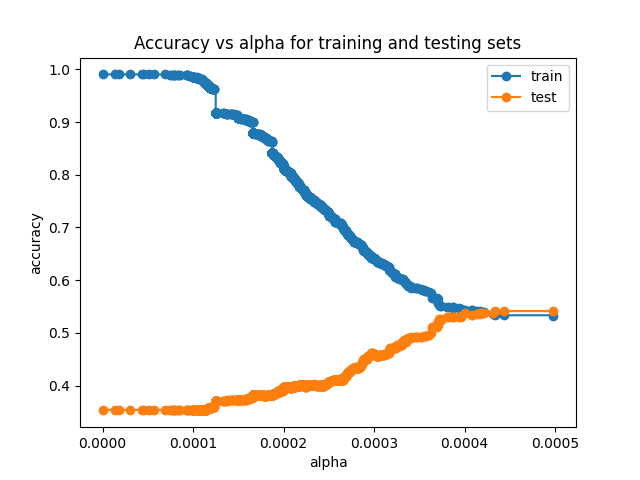 Accuracy vs alpha for training and testing sets
train
test
accuracy
1.0
0.9
0.8
0.7
0.6
0.5
0.4
0.0000 0.0001 0.0002 0.0003 0.0004 0.0005
alpha